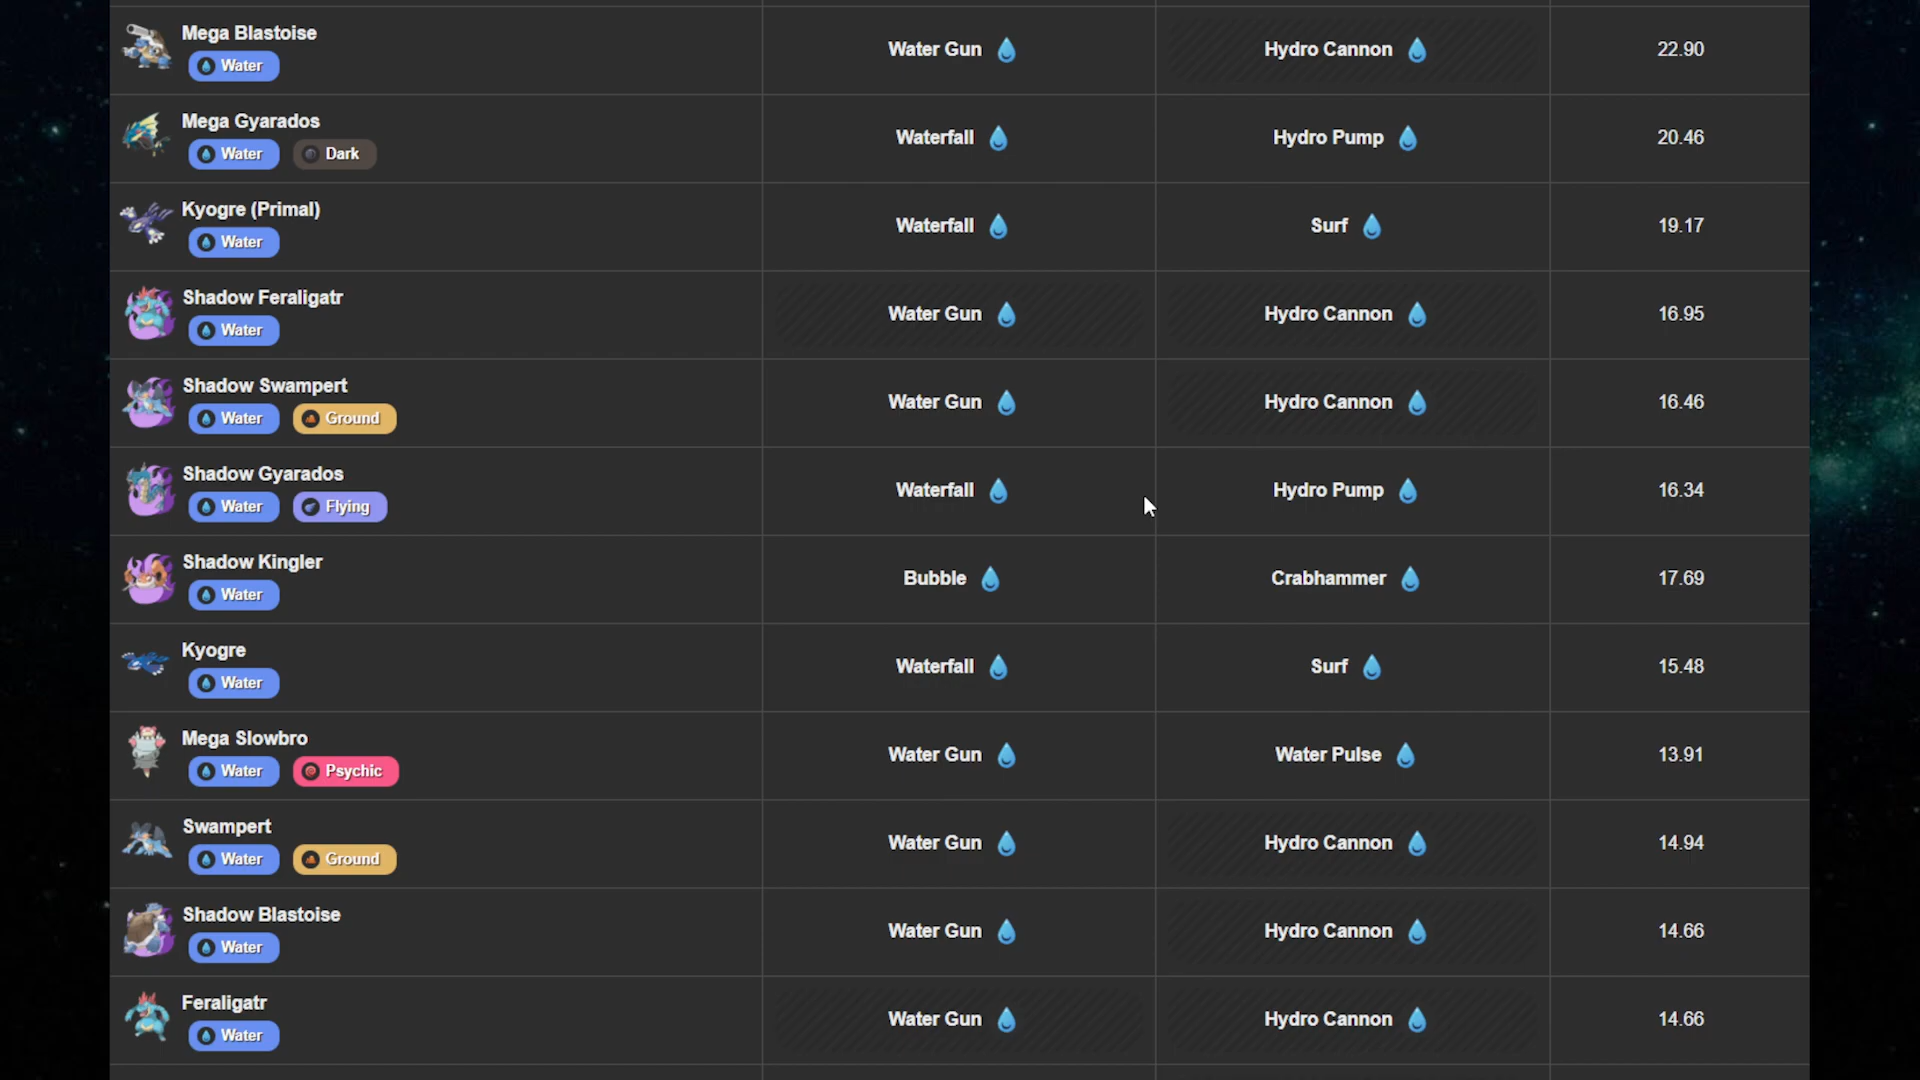 Mega Blastoise
Water
Water Gun
Hydro Cannon
22.90
Mega Gyarados
Water Dark
Waterfall
Hydro Pump
20.46
Kyogre (Primal)
Water
Waterfall
Surf
19.17
Shadow Feraligatr
Water
Water Gun
Hydro Cannon
16.95
Shadow Swampert
Water Ground
Water Gun
Hydro Cannon
16.46
Shadow Gyarados
Water Flying
Waterfall
Hydro Pump
16.34
Shadow Kingler
Water
Bubble
Crabhammer
17.69
Kyogre
Water
Waterfall
Surf
15.48
Mega Slowbro
Water Psychic
Water Gun
Water Pulse
13.91
Swampert
Water Ground
Water Gun
Hydro Cannon
14.94
Shadow Blastoise
Water
Water Gun
Hydro Cannon
14.66
Feraligatr
Water
Water Gun
Hydro Cannon
14.66